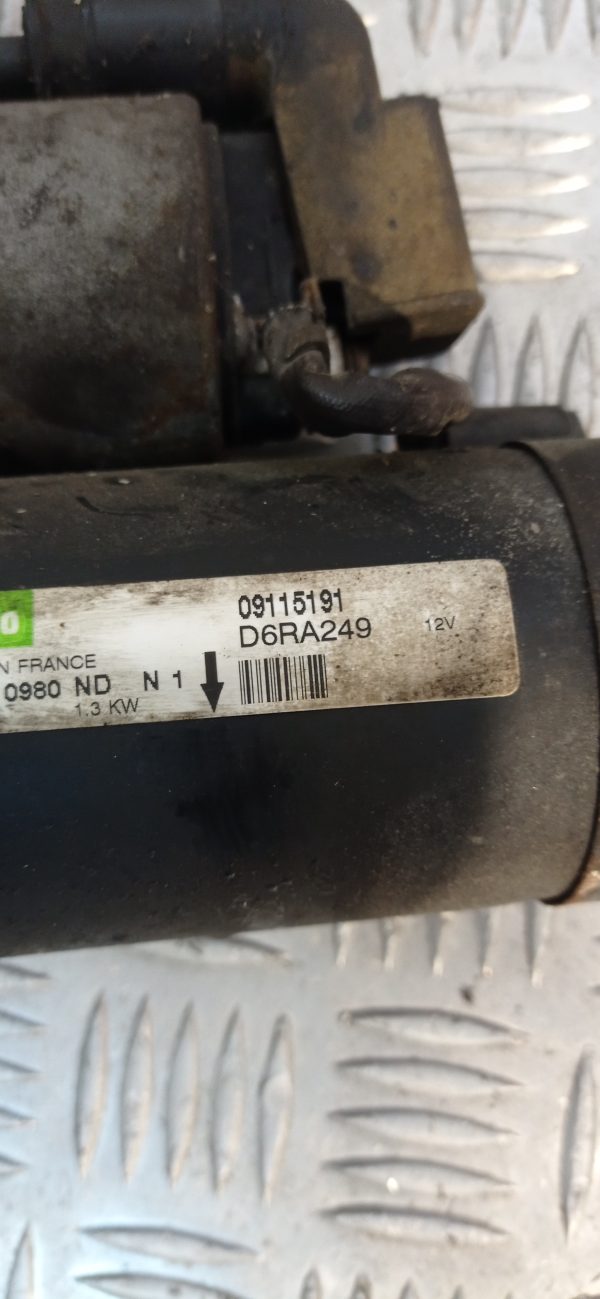 09115191
D6RA249
12V
N FRANCE
0980 ND N 1
1.3 KW